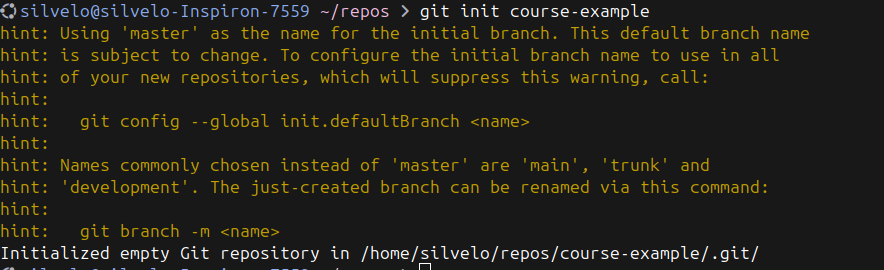 silvelo@silvelo-Inspiron-7559 ~/repos > git init course-example
hint: Using 'master' as the name for the initial branch. This default branch name
hint: is subject to change. To configure the initial branch name to use in all
hint: of your new repositories, which will suppress this warning, call:
hint:
hint:   git config --global init.defaultBranch <name>
hint:
hint: Names commonly chosen instead of 'master' are 'main', 'trunk' and
hint: 'development'. The just-created branch can be renamed via this command:
hint:
hint:   git branch -m <name>
Initialized empty Git repository in /home/silvelo/repos/course-example/.git/